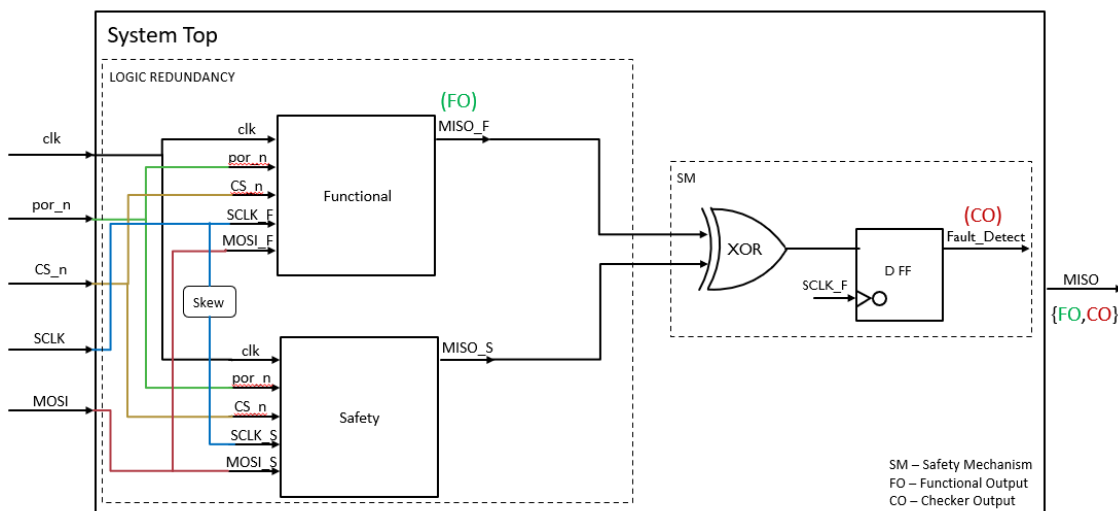 System Top
LOGIC REDUNDANCY
(FO)
clk
clk
MISO_F
por_n
por_n
CS_n
Functional
SCLK_F
MOSI_F
SM
XOR
(CO)
Fault_Detect
D FF
SCLK_F
CS_n
Skew
MISO
{FO,CO}
SCLK
clk
MISO_S
por_n
MOSI
CS_n
Safety
SCLK_S
MOSI_S
SM – Safety Mechanism
FO – Functional Output
CO – Checker Output